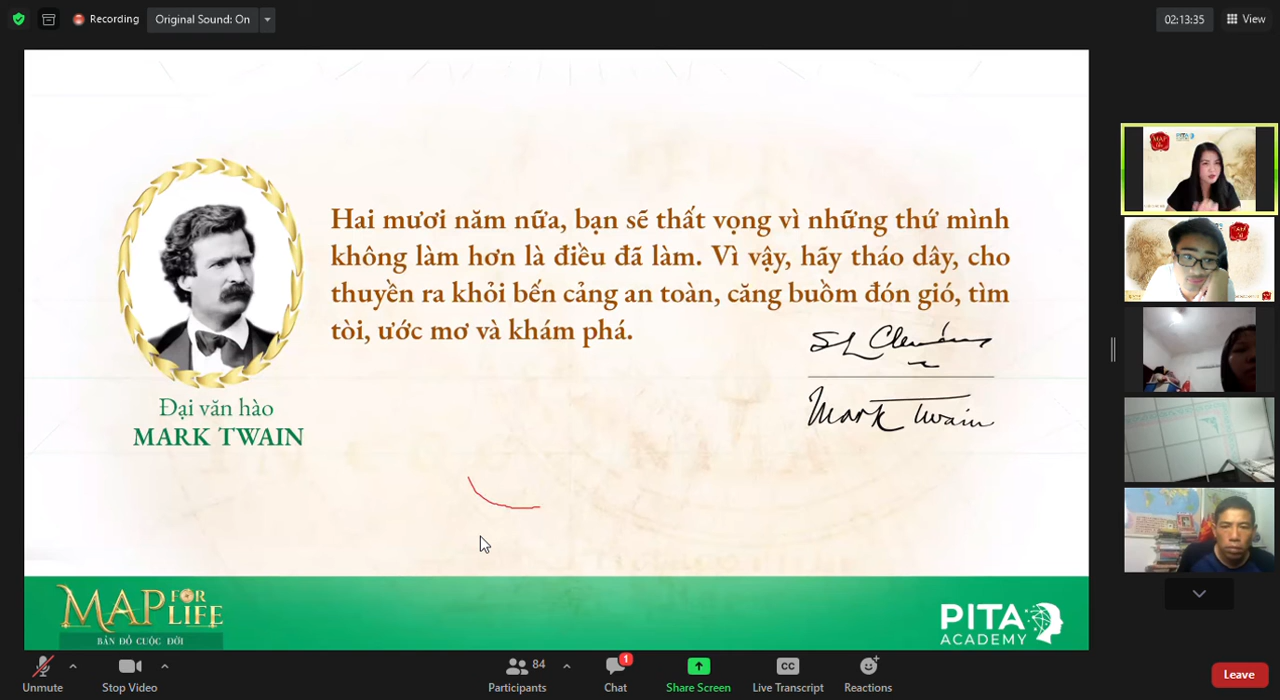 Recording
Original Sound: On
02:13:35
View
Hai mươi năm nữa, bạn sẽ thất vọng vì những thứ mình
không làm hơn là điều đã làm. Vì vậy, hãy tháo dây, cho
thuyền ra khỏi bến cảng an toàn, căng buồm đón gió, tìm
tòi, ước mơ và khám phá.
SL Clemens
Mark Twain
Đại văn hào
MARK TWAIN
MAP FOR LIFE
BẢN ĐỒ CUỘC ĐỜI
PITA
ACADEMY
Unmute
Stop Video
84
Participants
1
Chat
Share Screen
CC
Live Transcript
Reactions
Leave